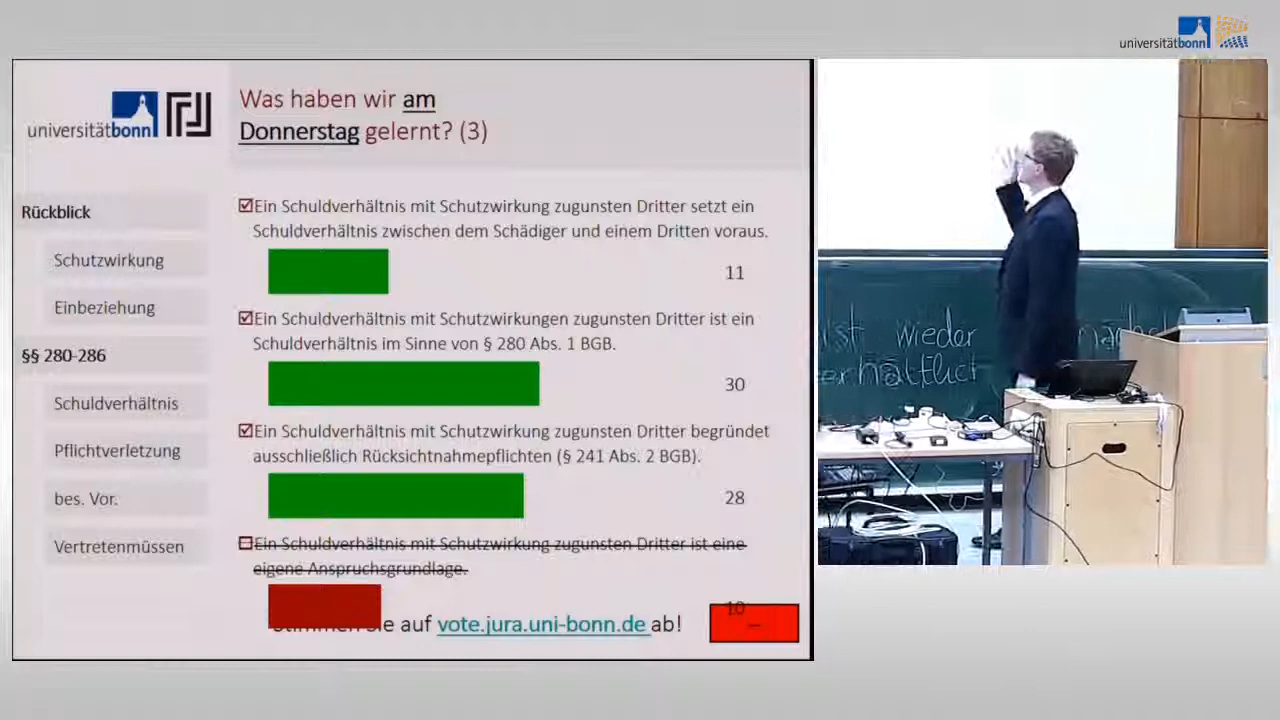 universitätbonn
universitätbonn
Was haben wir am
Donnerstag gelernt? (3)
Rückblick
Schutzwirkung
Einbeziehung
§§ 280-286
Schuldverhältnis
Pflichtverletzung
bes. Vor.
Vertretenmüssen
Ein Schuldverhältnis mit Schutzwirkung zugunsten Dritter setzt ein
Schuldverhältnis zwischen dem Schädiger und einem Dritten voraus.
11
Ein Schuldverhältnis mit Schutzwirkungen zugunsten Dritter ist ein
Schuldverhältnis im Sinne von § 280 Abs. 1 BGB.
30
Ein Schuldverhältnis mit Schutzwirkung zugunsten Dritter begründet
ausschließlich Rücksichtnahmepflichten (§ 241 Abs. 2 BGB).
28
Ein Schuldverhältnis mit Schutzwirkung zugunsten Dritter ist eine
eigene Anspruchsgrundlage.
10
Stimmen Sie auf vote.jura.uni-bonn.de ab!
ist wieder
erhältlich